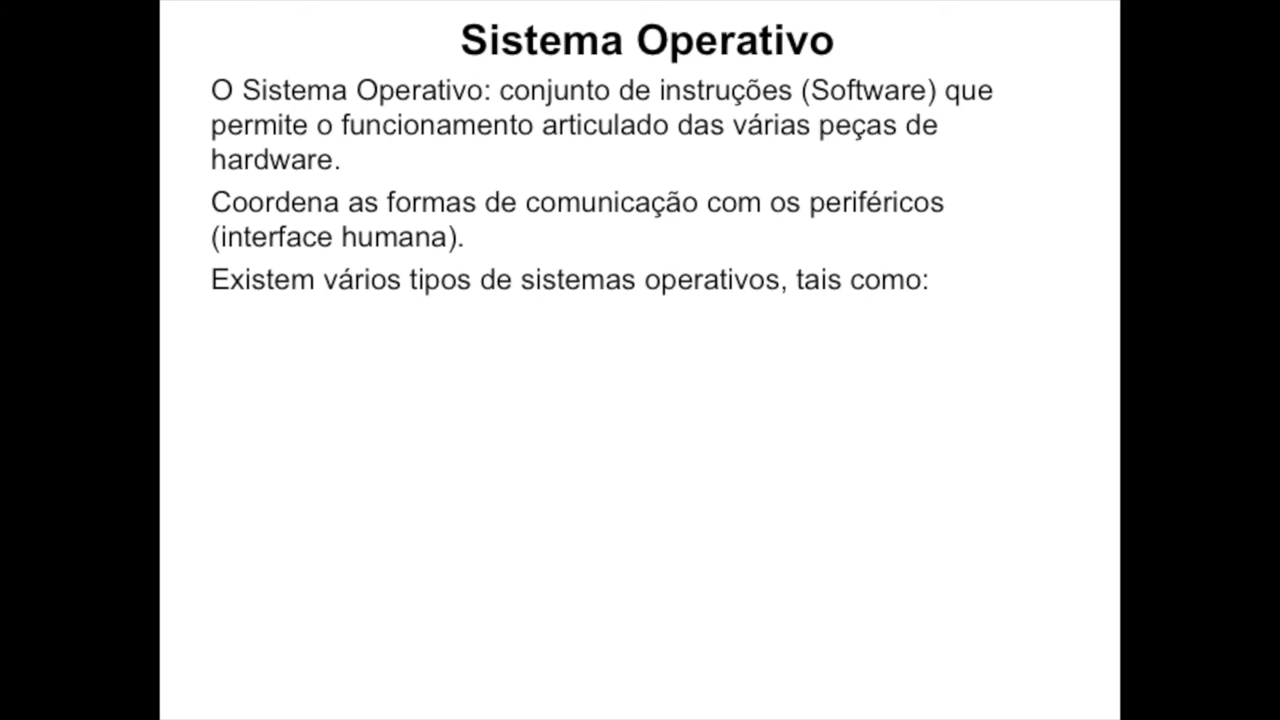 Sistema Operativo
O Sistema Operativo: conjunto de instruções (Software) que
permite o funcionamento articulado das várias peças de
hardware.
Coordena as formas de comunicação com os periféricos
(interface humana).
Existem vários tipos de sistemas operativos, tais como: